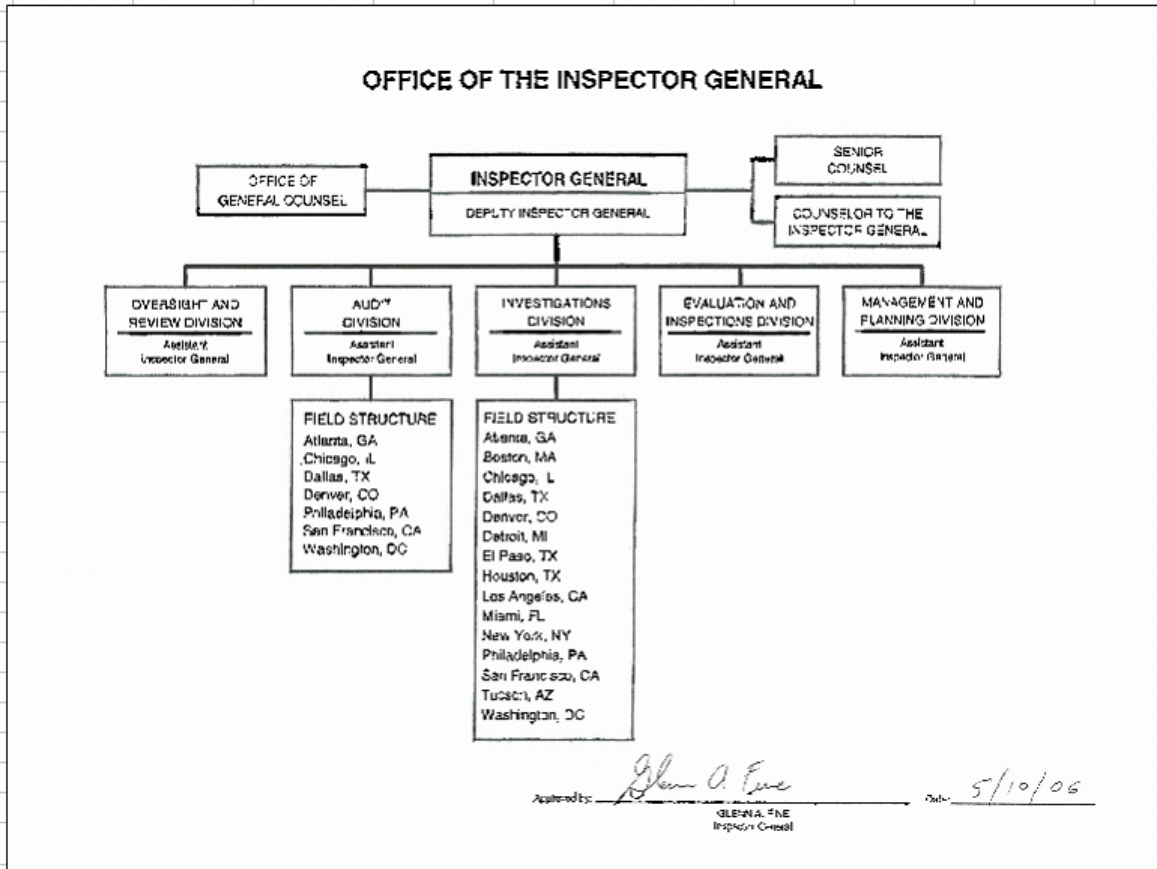 OFFICE OF THE INSPECTOR GENERAL
OFFICE OF
GENERAL COUNSEL
INSPECTOR GENERAL
DEPUTY INSPECTOR GENERAL
SENIOR
COUNSEL
COUNSELOR TO THE
INSPECTOR GENERAL
OVERSIGHT AND
REVIEW DIVISION
Assistant
Inspector General
AUDIT
DIVISION
Assistant
Inspector General
INVESTIGATIONS
DIVISION
Assistant
Inspector General
EVALUATION AND
INSPECTIONS DIVISION
Assistant
Inspector General
MANAGEMENT AND
PLANNING DIVISION
Assistant
Inspector General
FIELD STRUCTURE
Atlanta, GA
Chicago, IL
Dallas, TX
Denver, CO
Philadelphia, PA
San Francisco, CA
Washington, DC
FIELD STRUCTURE
Atlanta, GA
Boston, MA
Chicago, IL
Dallas, TX
Denver, CO
Detroit, MI
El Paso, TX
Houston, TX
Los Angeles, CA
Miami, FL
New York, NY
Philadelphia, PA
San Francisco, CA
Tucson, AZ
Washington, DC
Approved by: Glenn A. Fine Date: 5/10/06
GLENN A. FINE
Inspector General